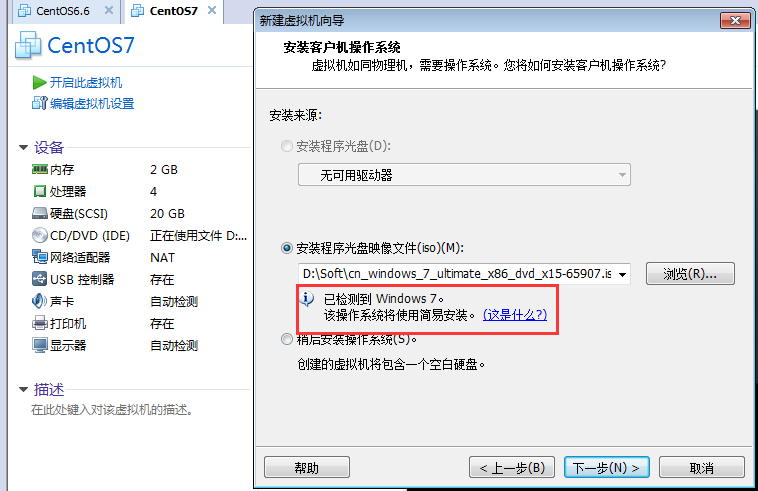 CentOS6.6 ×
CentOS7 ×
CentOS7
开启此虚拟机
编辑虚拟机设置
设备
内存 2 GB
处理器 4
硬盘(SCSI) 20 GB
CD/DVD (IDE) 正在使用文件 D:...
网络适配器 NAT
USB 控制器 存在
声卡 自动检测
打印机 存在
显示器 自动检测
描述
在此处键入对该虚拟机的描述。
新建虚拟机向导
安装客户机操作系统
虚拟机如同物理机，需要操作系统。您将如何安装客户机操作系统?
安装来源:
安装程序光盘(D):
无可用驱动器
安装程序光盘映像文件(iso)(M):
D:\Soft\cn_windows_7_ultimate_x86_dvd_x15-65907.is
浏览(R)...
已检测到 Windows 7。
该操作系统将使用简易安装。 (这是什么?)
稍后安装操作系统(S)。
创建的虚拟机将包含一个空白硬盘。
帮助
< 上一步(B)
下一步(N) >
取消